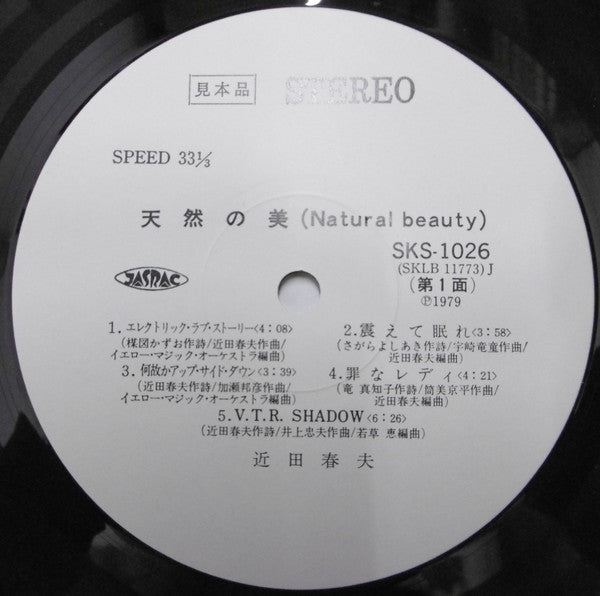 見本品 STEREO
SPEED 33⅓
天然の美 (Natural beauty)
SKS-1026
(SKLB 11773) J
JASRAC
(第1面)
℗1979
1. エレクトリック・ラブ・ストーリー〈4:08〉
(楳図かずお作詩/近田春夫作曲/
イエロー・マジック・オーケストラ編曲)
2. 震えて眠れ〈3:58〉
(さがらよしあき作詩/宇崎竜童作曲/
近田春夫編曲)
3. 何故かアップ・サイド・ダウン〈3:39〉
(近田春夫作詩/加瀬邦彦作曲/
イエロー・マジック・オーケストラ編曲)
4. 罪なレディ〈4:21〉
(竜 真知子作詩/筒美京平作曲/
近田春夫編曲)
5. V.T.R. SHADOW〈6:26〉
(近田春夫作詩/井上忠夫作曲/若草 恵編曲)
近田春夫